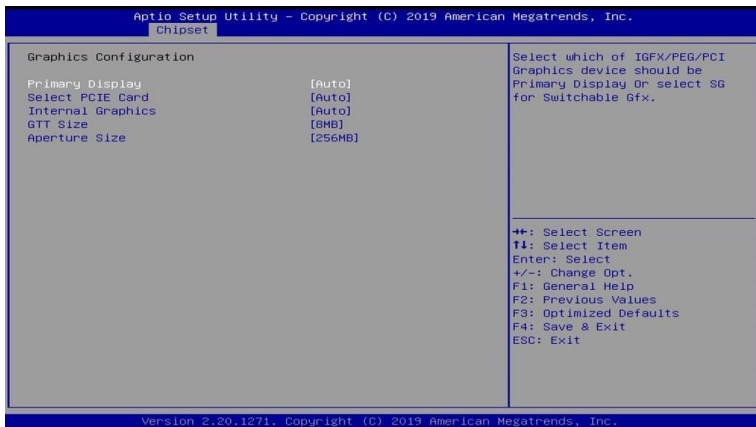 Aptio Setup Utility – Copyright (C) 2019 American Megatrends, Inc.
Chipset
Graphics Configuration
Primary Display [Auto]
Select PCIE Card [Auto]
Internal Graphics [Auto]
GTT Size [8MB]
Aperture Size [256MB]
Select which of IGFX/PEG/PCI
Graphics device should be
Primary Display Or select SG
for Switchable Gfx.
→←: Select Screen
↑↓: Select Item
Enter: Select
+/-: Change Opt.
F1: General Help
F2: Previous Values
F3: Optimized Defaults
F4: Save & Exit
ESC: Exit
Version 2.20.1271. Copyright (C) 2019 American Megatrends, Inc.